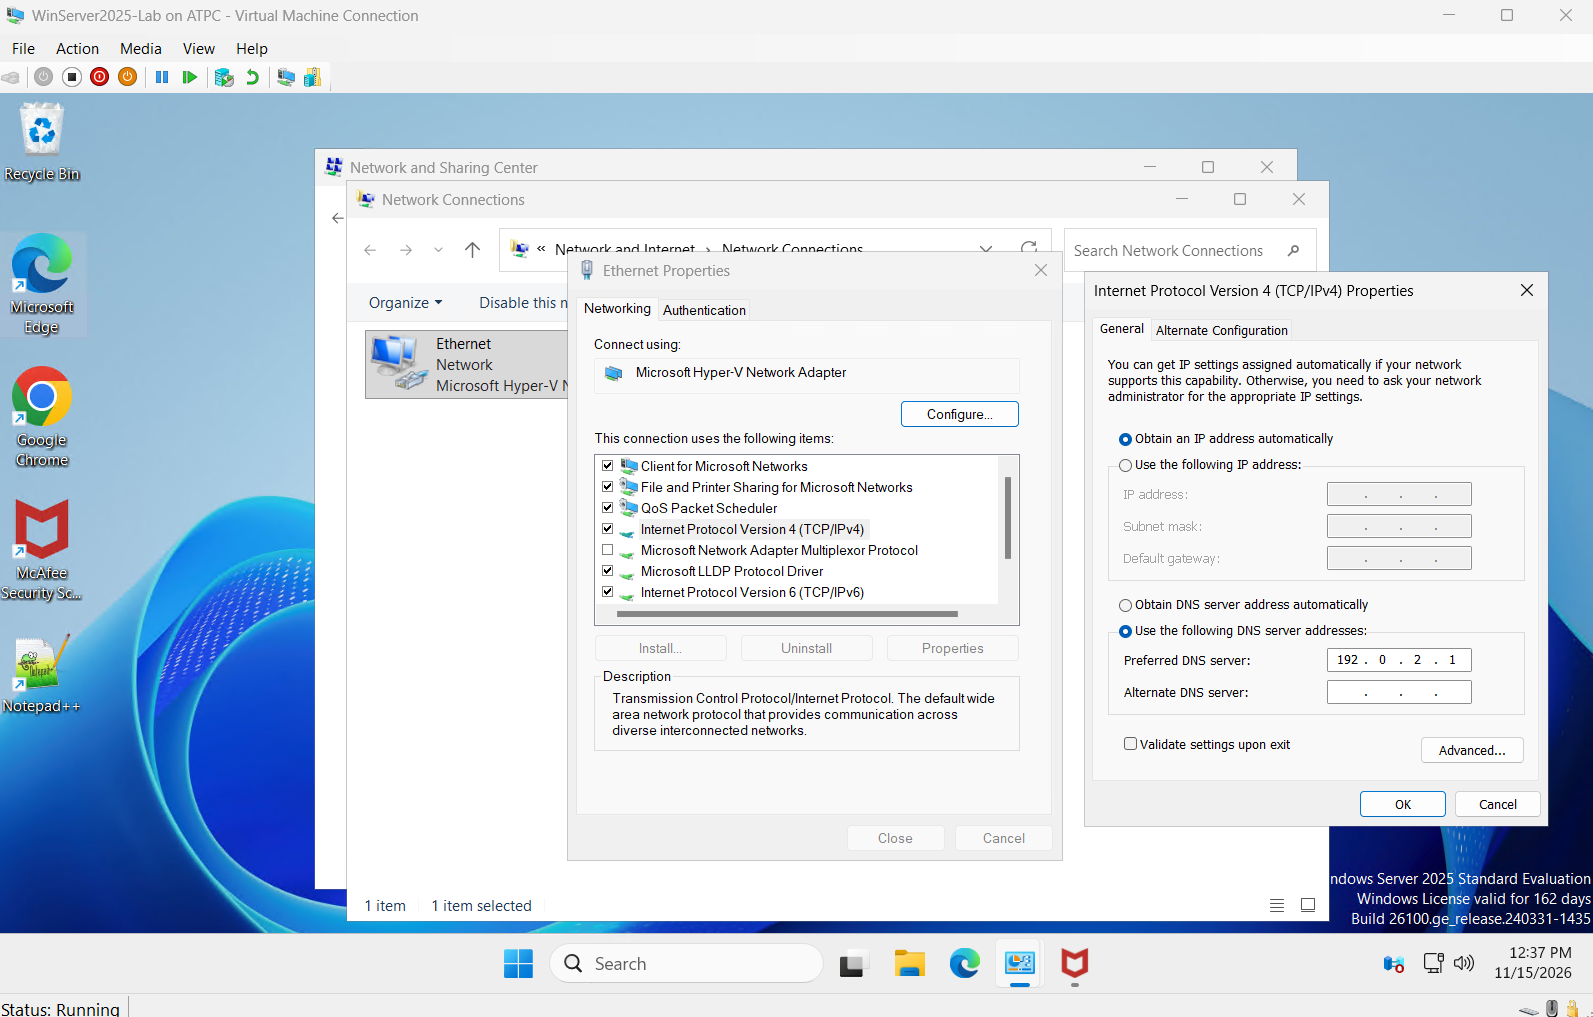 WinServer2025-Lab on ATPC - Virtual Machine Connection
File Action Media View Help
Recycle Bin
Microsoft Edge
Google Chrome
McAfee Security Sc...
Notepad++
Network and Sharing Center
Network Connections
« Network and Internet › Network Connections
Search Network Connections
Organize
Disable this n
Ethernet
Network
Microsoft Hyper-V N
1 item 1 item selected
Ethernet Properties
Networking Authentication
Connect using:
Microsoft Hyper-V Network Adapter
Configure...
This connection uses the following items:
Client for Microsoft Networks
File and Printer Sharing for Microsoft Networks
QoS Packet Scheduler
Internet Protocol Version 4 (TCP/IPv4)
Microsoft Network Adapter Multiplexor Protocol
Microsoft LLDP Protocol Driver
Internet Protocol Version 6 (TCP/IPv6)
Install... Uninstall Properties
Description
Transmission Control Protocol/Internet Protocol. The default wide
area network protocol that provides communication across
diverse interconnected networks.
Close Cancel
Internet Protocol Version 4 (TCP/IPv4) Properties
General Alternate Configuration
You can get IP settings assigned automatically if your network
supports this capability. Otherwise, you need to ask your network
administrator for the appropriate IP settings.
Obtain an IP address automatically
Use the following IP address:
IP address: . . .
Subnet mask: . . .
Default gateway: . . .
Obtain DNS server address automatically
Use the following DNS server addresses:
Preferred DNS server: 192 . 0 . 2 . 1
Alternate DNS server: . . .
Validate settings upon exit
Advanced...
OK Cancel
ndows Server 2025 Standard Evaluation
Windows License valid for 162 days
Build 26100.ge_release.240331-1435
Search
12:37 PM
11/15/2026
Status: Running